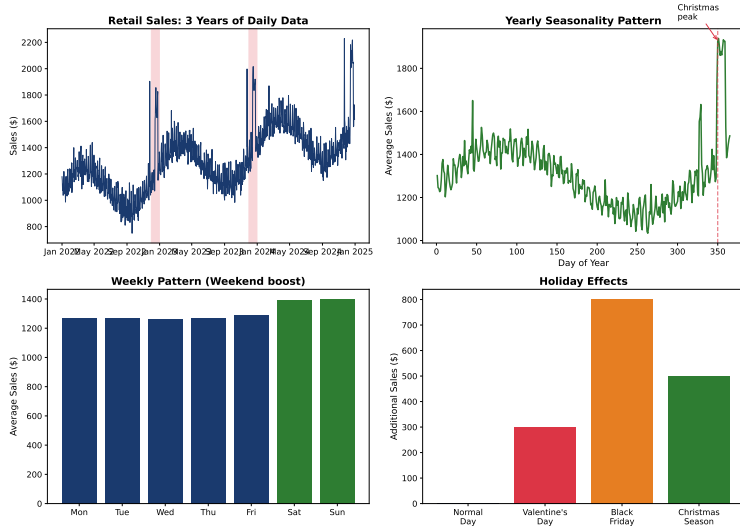 Retail Sales: 3 Years of Daily Data
Sales ($)
2200
2000
1800
1600
1400
1200
1000
800
Jan 2022
May 2022
Sep 2022
Jan 2023
May 2023
Sep 2023
Jan 2024
May 2024
Sep 2024
Jan 2025
Yearly Seasonality Pattern
Christmas
peak
Average Sales ($)
1800
1600
1400
1200
1000
0 50 100 150 200 250 300 350
Day of Year
Weekly Pattern (Weekend boost)
Average Sales ($)
1400
1200
1000
800
600
400
200
0
Mon Tue Wed Thu Fri Sat Sun
Holiday Effects
Additional Sales ($)
800
700
600
500
400
300
200
100
0
Normal
Day
Valentine's
Day
Black
Friday
Christmas
Season